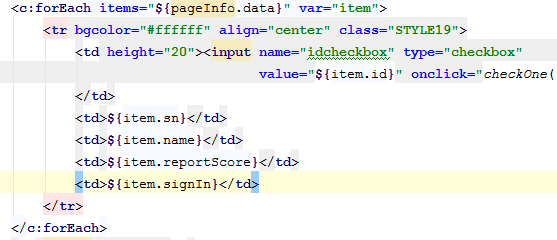 <c:forEach items="${pageInfo.data}" var="item">
<tr bgcolor="#ffffff" align="center" class="STYLE19">
<td height="20"><input name="idcheckbox" type="checkbox"
value="${item.id}" onclick="checkOne(
</td>
<td>${item.sn}</td>
<td>${item.name}</td>
<td>${item.reportScore}</td>
<td>${item.signIn}</td>
</tr>
</c:forEach>